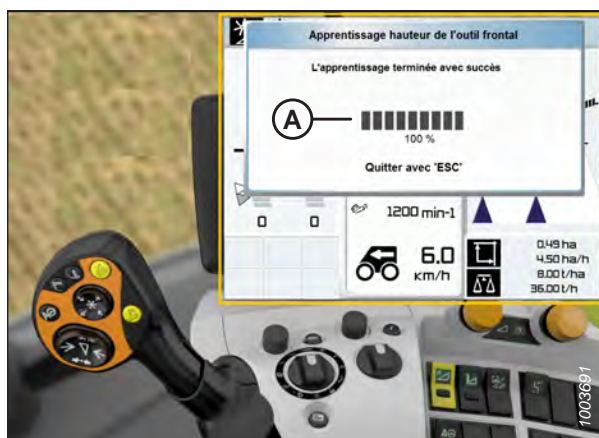 Apprentissage hauteur de l'outil frontal
L'apprentissage terminée avec succès
A
100 %
Quitter avec 'ESC'
0 0
1200 min-1
6.0
km/h
0.49 ha
4.50 ha/h
8.00 t/ha
36.00 t/h
1003691